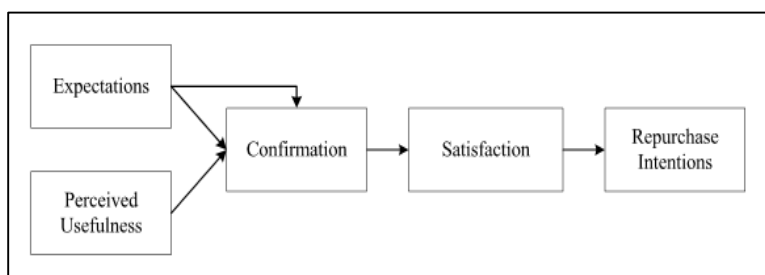 Expectations
Perceived
Usefulness
Confirmation
Satisfaction
Repurchase
Intentions